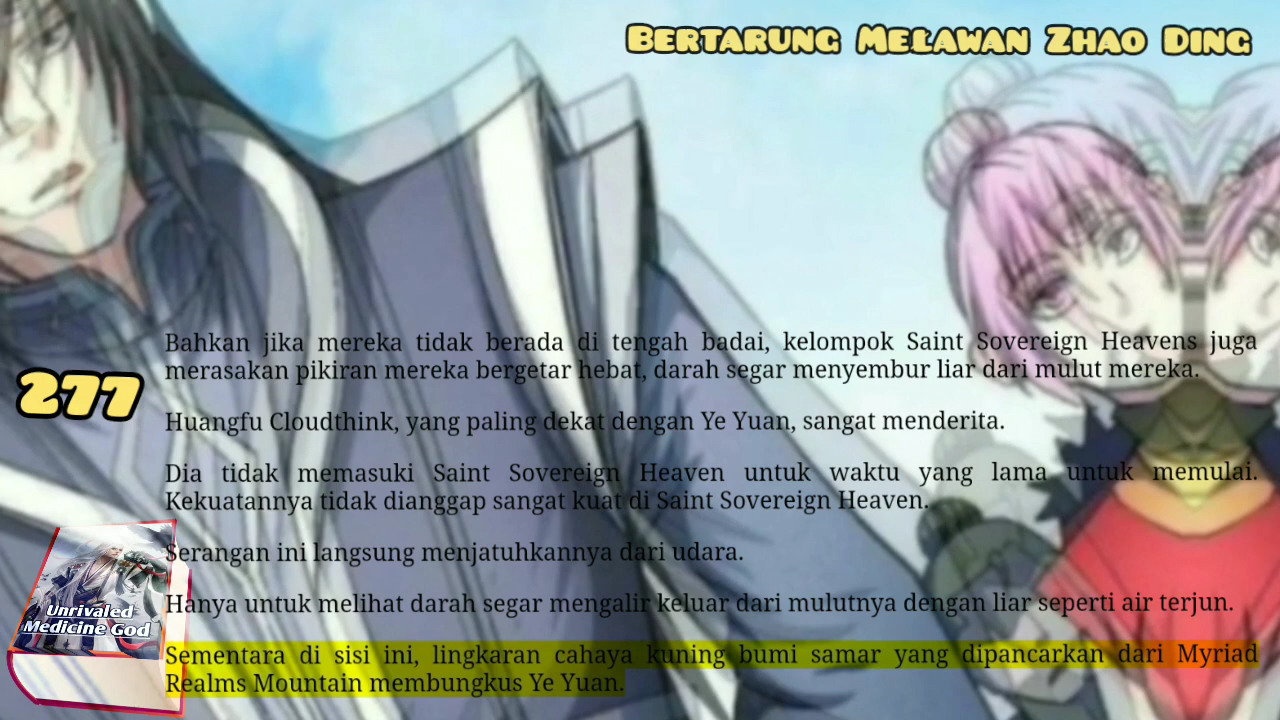 Bertarung Melawan Zhao Ding
Bahkan jika mereka tidak berada di tengah badai, kelompok Saint Sovereign Heavens juga
merasakan pikiran mereka bergetar hebat, darah segar menyembur liar dari mulut mereka.
277
Huangfu Cloudthink, yang paling dekat dengan Ye Yuan, sangat menderita.
Dia tidak memasuki Saint Sovereign Heaven untuk waktu yang lama untuk memulai.
Kekuatannya tidak dianggap sangat kuat di Saint Sovereign Heaven.
Serangan ini langsung menjatuhkannya dari udara.
Hanya untuk melihat darah segar mengalir keluar dari mulutnya dengan liar seperti air terjun.
Unrivaled
Medicine God
Sementara di sisi ini, lingkaran cahaya kuning bumi samar yang dipancarkan dari Myriad
Realms Mountain membungkus Ye Yuan.